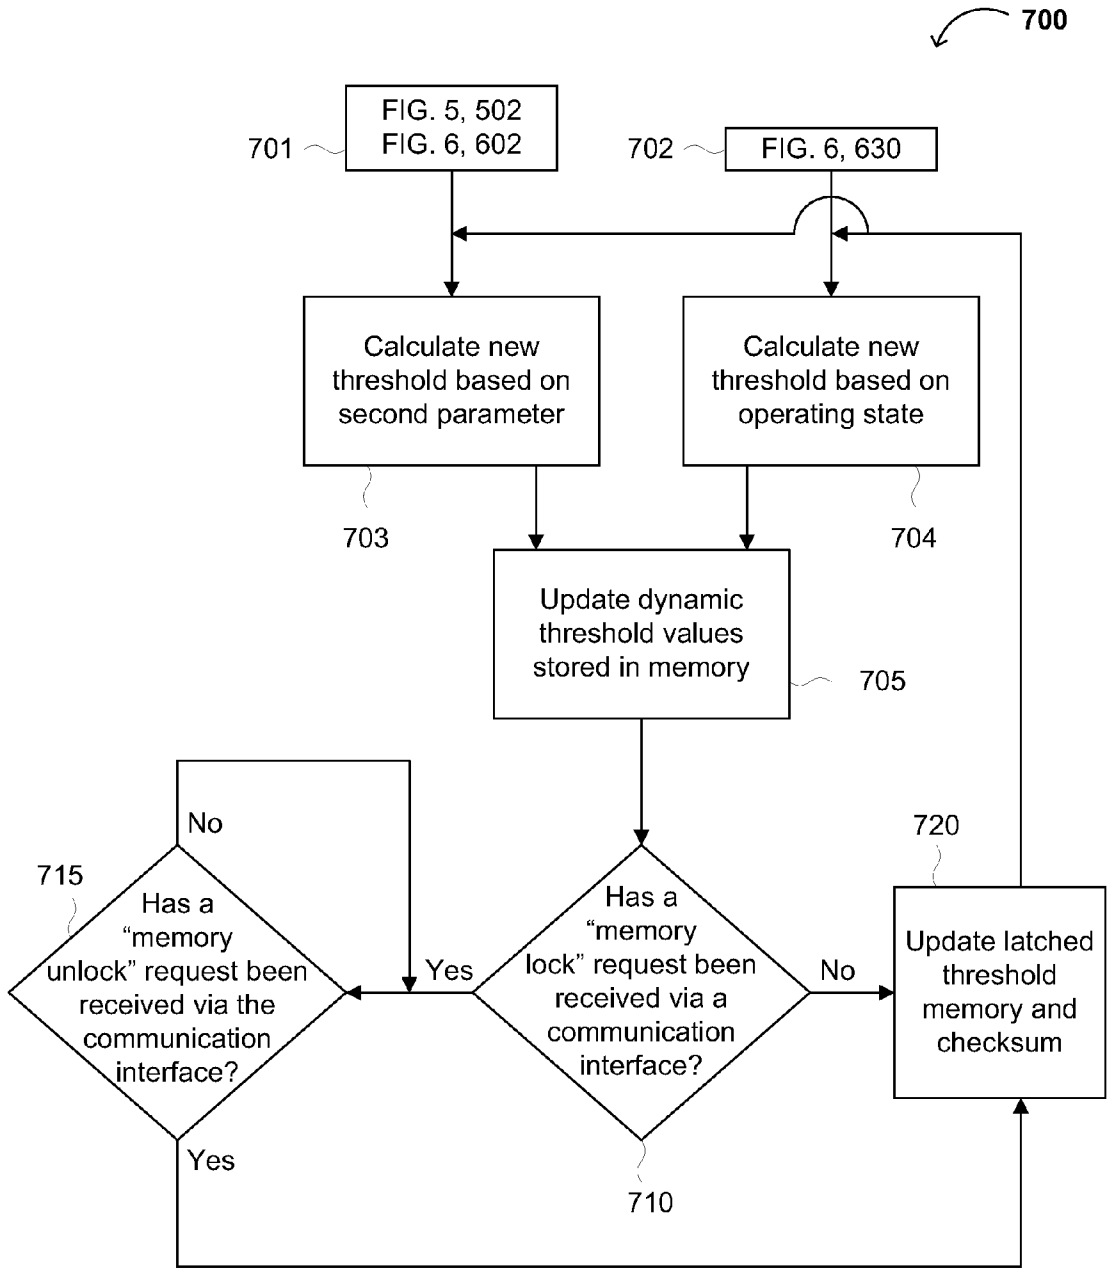 700
FIG. 5, 502
FIG. 6, 602
701
702
FIG. 6, 630
Calculate new
threshold based on
second parameter
Calculate new
threshold based on
operating state
703
704
Update dynamic
threshold values
stored in memory
705
No
715
Has a
“memory
unlock” request been
received via the
communication
interface?
Yes
Has a
“memory
lock” request been
received via a
communication
interface?
No
720
Update latched
threshold
memory and
checksum
Yes
710